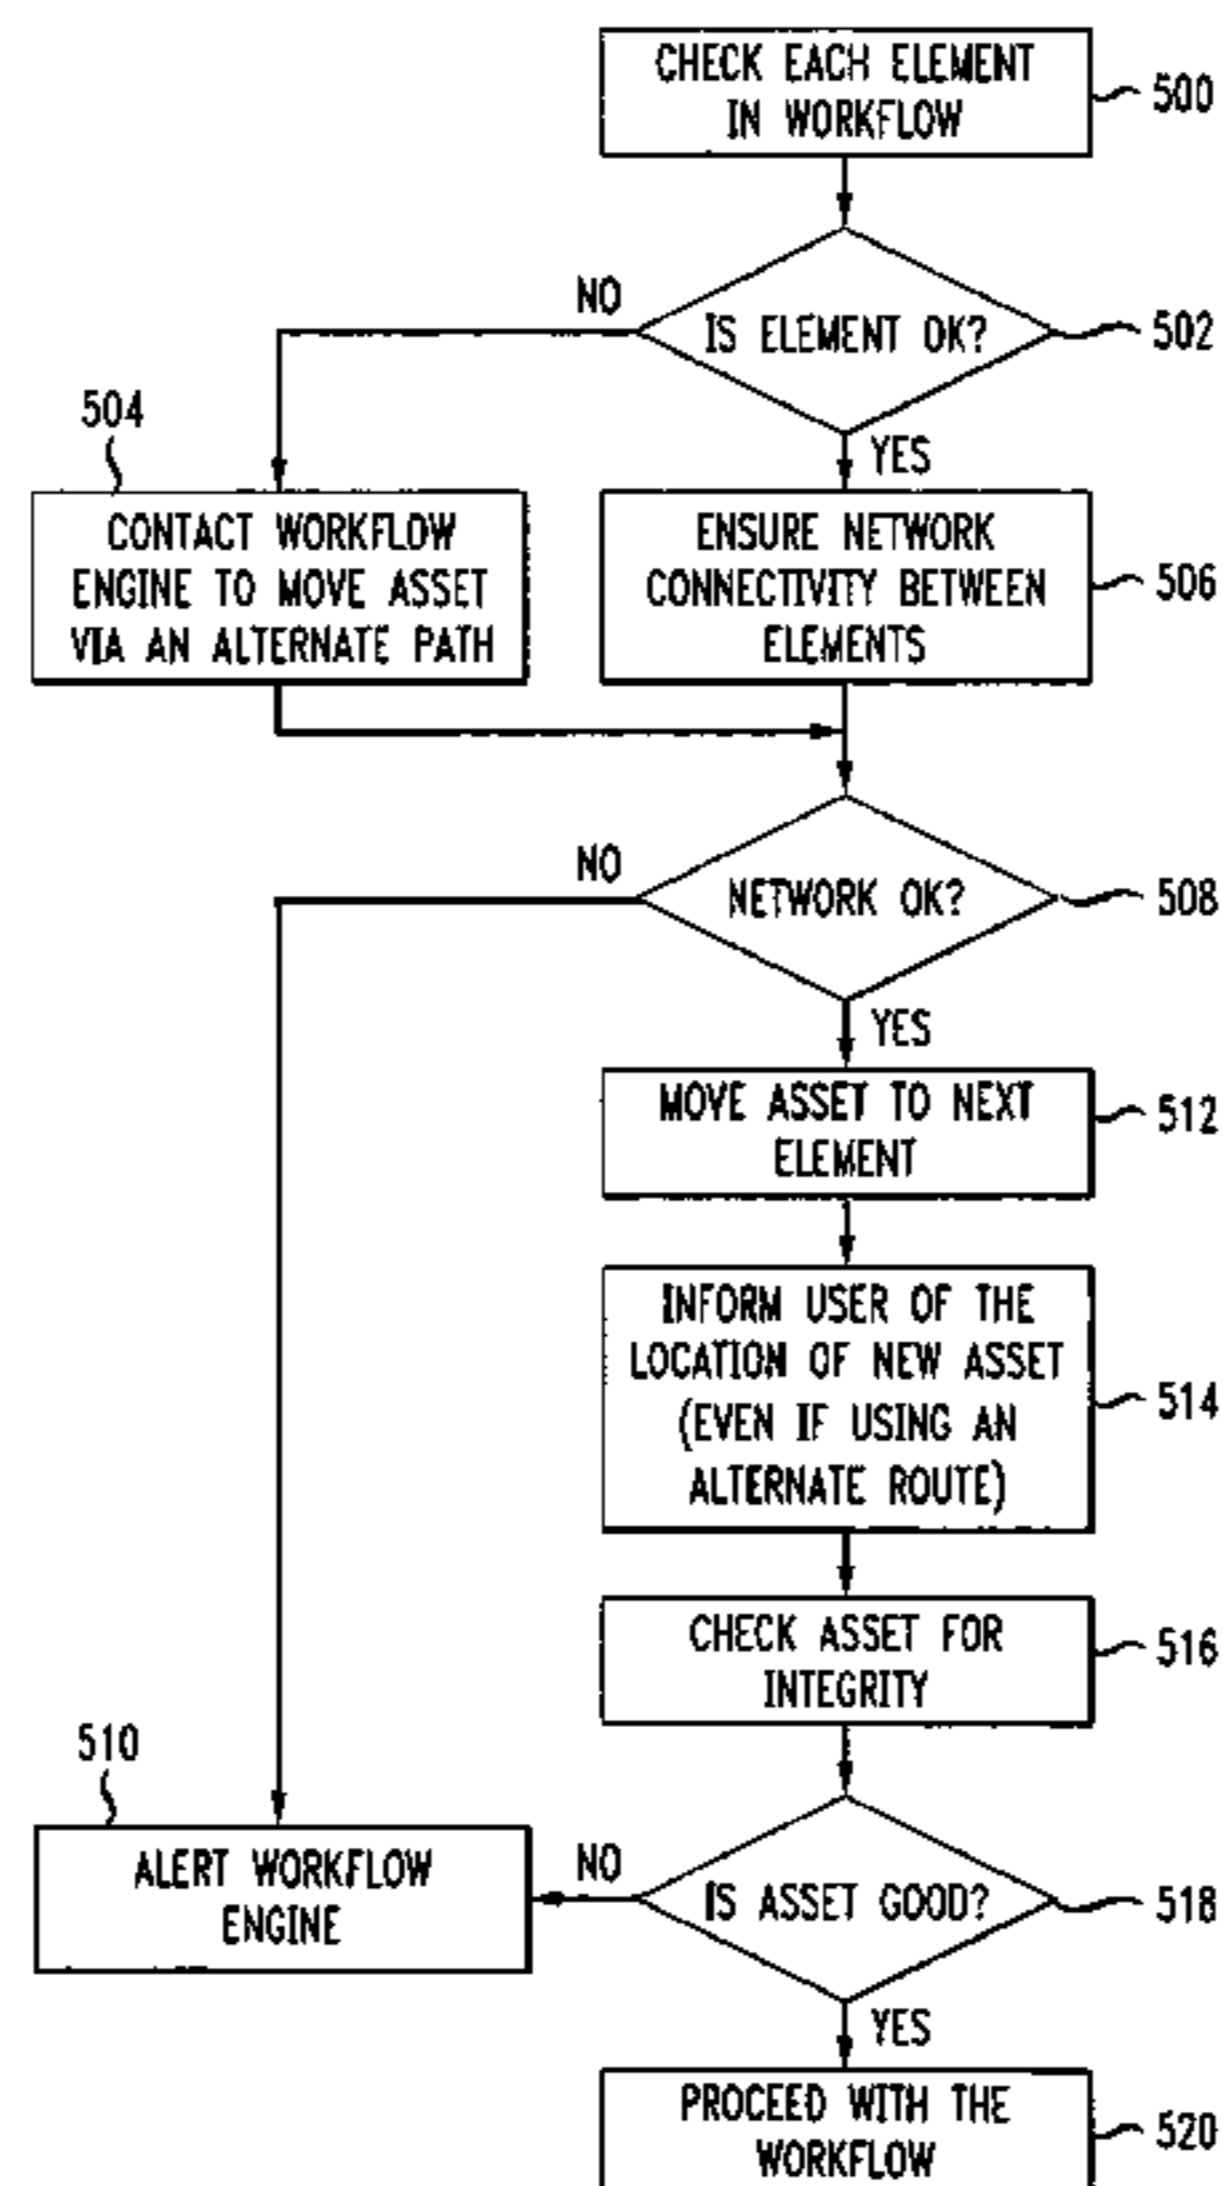 CHECK EACH ELEMENT
IN WORKFLOW
500
NO
IS ELEMENT OK?
502
504
YES
CONTACT WORKFLOW
ENGINE TO MOVE ASSET
VIA AN ALTERNATE PATH
ENSURE NETWORK
CONNECTIVITY BETWEEN
ELEMENTS
506
NO
NETWORK OK?
508
YES
MOVE ASSET TO NEXT
ELEMENT
512
INFORM USER OF THE
LOCATION OF NEW ASSET
(EVEN IF USING AN
ALTERNATE ROUTE)
514
CHECK ASSET FOR
INTEGRITY
516
510
ALERT WORKFLOW
ENGINE
NO
IS ASSET GOOD?
518
YES
PROCEED WITH THE
WORKFLOW
520